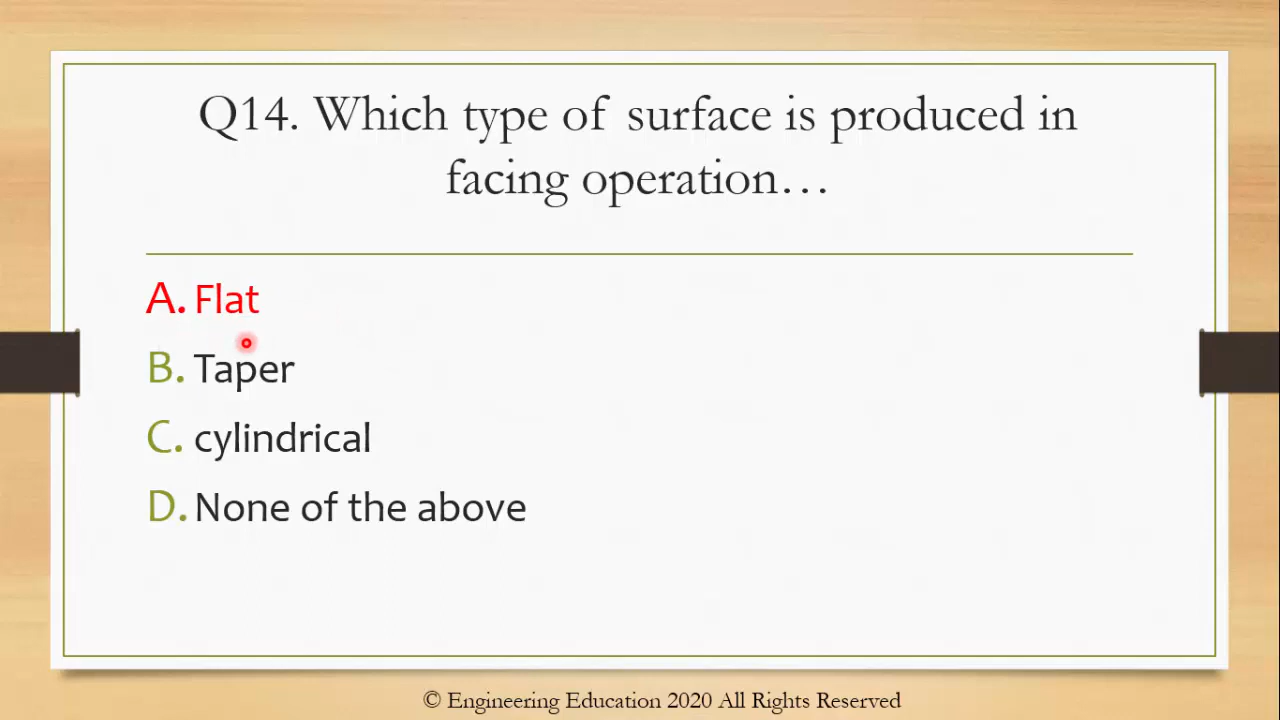 Q14. Which type of surface is produced in
facing operation…
A. Flat
B. Taper
C. cylindrical
D. None of the above
© Engineering Education 2020 All Rights Reserved